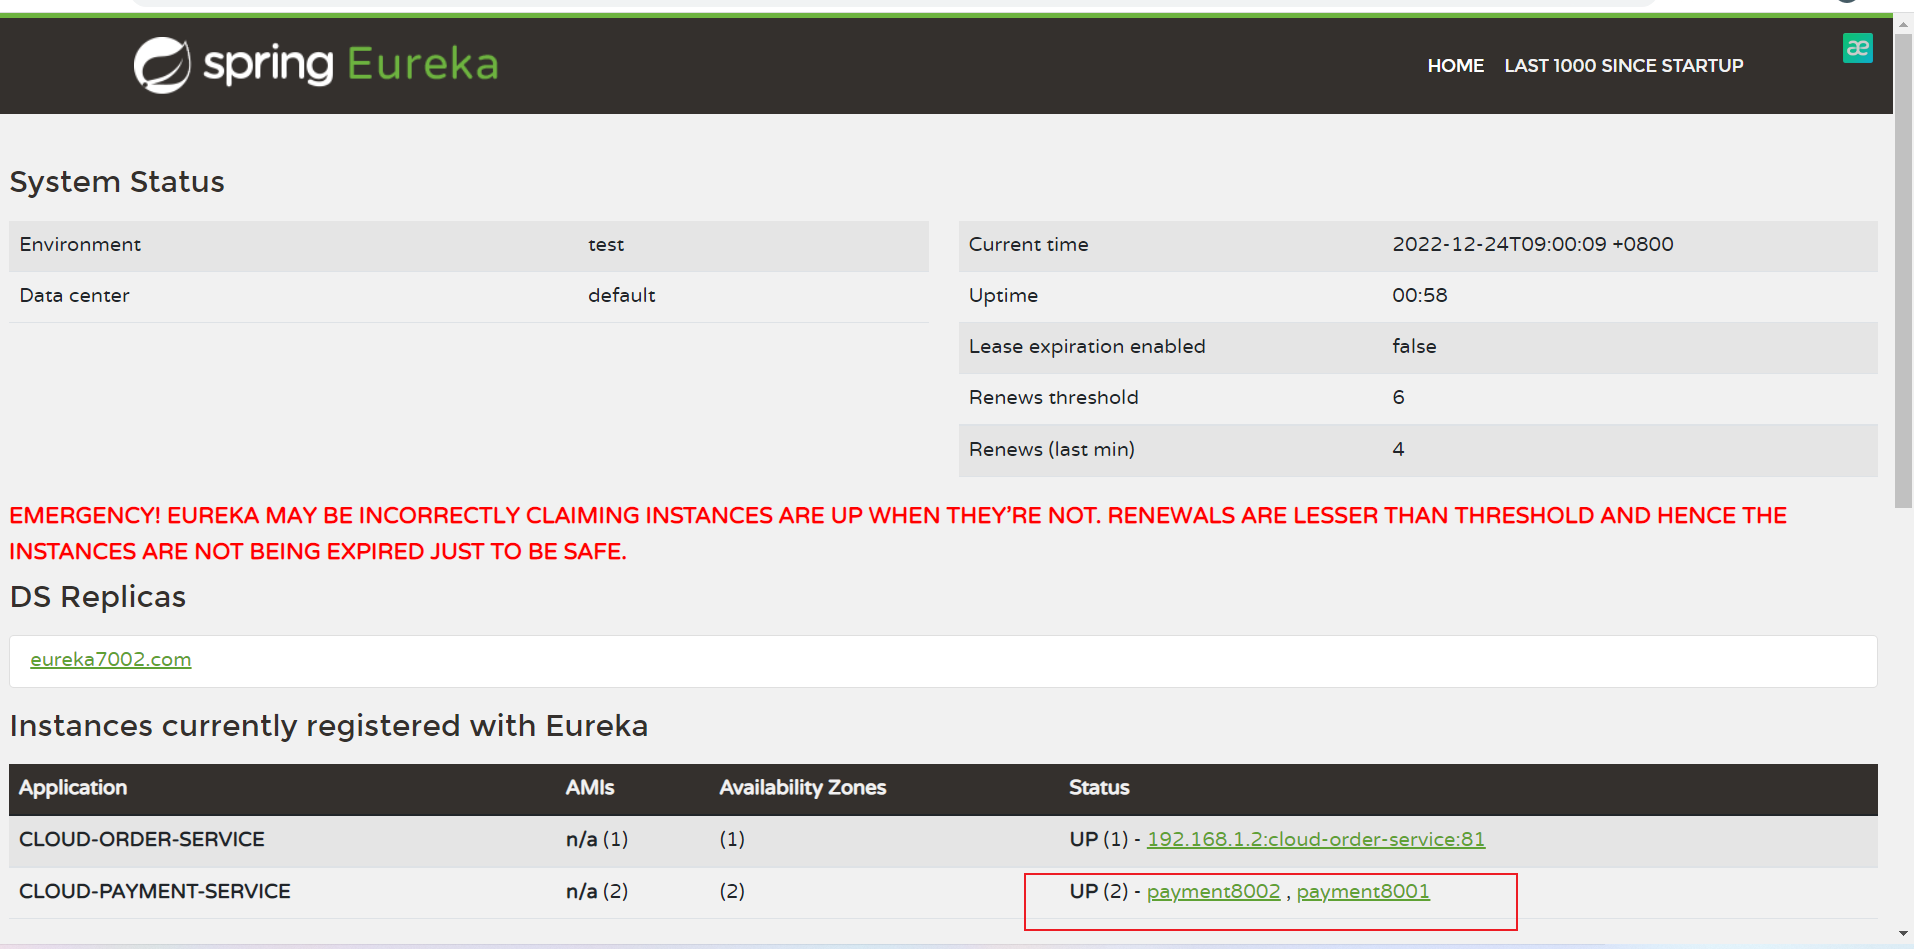 spring Eureka
HOME LAST 1000 SINCE STARTUP
æ
System Status
Environment test
Data center default
Current time 2022-12-24T09:00:09 +0800
Uptime 00:58
Lease expiration enabled false
Renews threshold 6
Renews (last min) 4
EMERGENCY! EUREKA MAY BE INCORRECTLY CLAIMING INSTANCES ARE UP WHEN THEY'RE NOT. RENEWALS ARE LESSER THAN THRESHOLD AND HENCE THE
INSTANCES ARE NOT BEING EXPIRED JUST TO BE SAFE.
DS Replicas
eureka7002.com
Instances currently registered with Eureka
Application AMIs Availability Zones Status
CLOUD-ORDER-SERVICE n/a (1) (1) UP (1) - 192.168.1.2:cloud-order-service:81
CLOUD-PAYMENT-SERVICE n/a (2) (2) UP (2) - payment8002 , payment8001